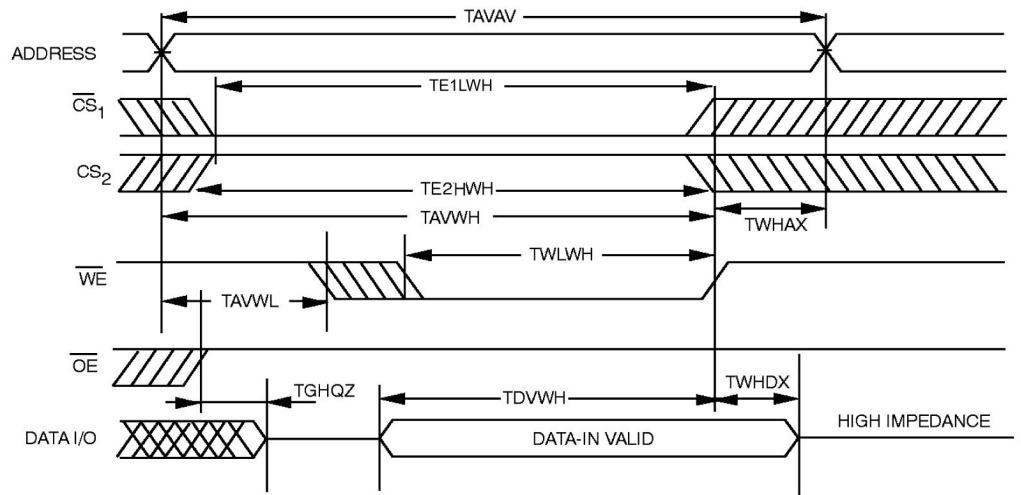 TAVAV
ADDRESS
TE1LWH
CS1
CS2
TE2HWH
TAVWH
TWHAX
TWLWH
WE
TAVWL
OE
TGHQZ
TDVWH
TWHDX
DATA I/O
DATA-IN VALID
HIGH IMPEDANCE